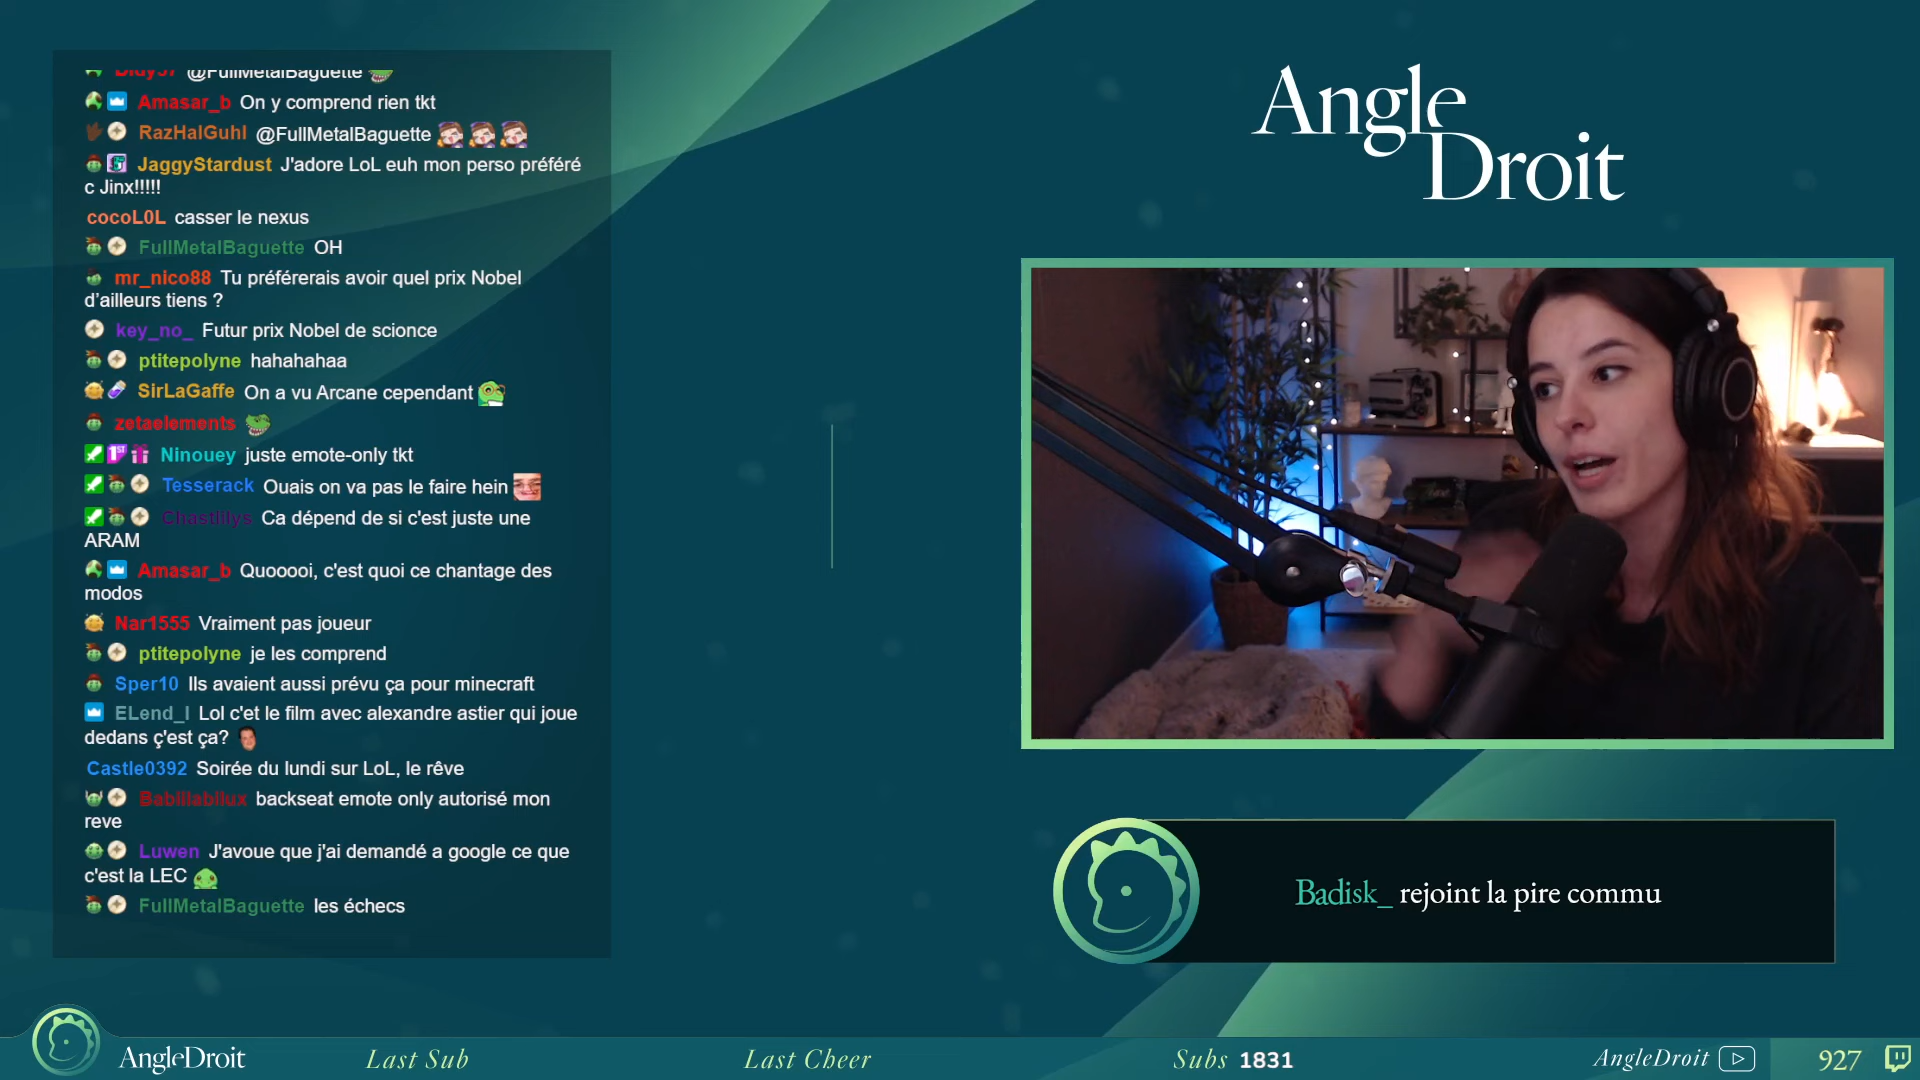 Bidy57 @FullMetalBaguette
Amasar_b On y comprend rien tkt
RazHalGuhl @FullMetalBaguette
JaggyStardust J'adore LoL euh mon perso préféré
c Jinx!!!!!
cocoL0L casser le nexus
FullMetalBaguette OH
mr_nico88 Tu préférerais avoir quel prix Nobel
d'ailleurs tiens ?
key_no_ Futur prix Nobel de scionce
ptitepolyne hahahahaa
SirLaGaffe On a vu Arcane cependant
zetaelements
1ST Ninouey juste emote-only tkt
Tesserack Ouais on va pas le faire hein
Chastilys Ca dépend de si c'est juste une
ARAM
Amasar_b Quooooi, c'est quoi ce chantage des
modos
Nar1555 Vraiment pas joueur
ptitepolyne je les comprend
Sper10 Ils avaient aussi prévu ça pour minecraft
ELend_I Lol c'et le film avec alexandre astier qui joue
dedans ç'est ça?
Castle0392 Soirée du lundi sur LoL, le rêve
backseat emote only autorisé mon
reve
Luwen J'avoue que j'ai demandé a google ce que
c'est la LEC
FullMetalBaguette les échecs
Angle
Droit
Badisk_ rejoint la pire commu
AngleDroit
Last Sub
Last Cheer
Subs 1831
AngleDroit
927